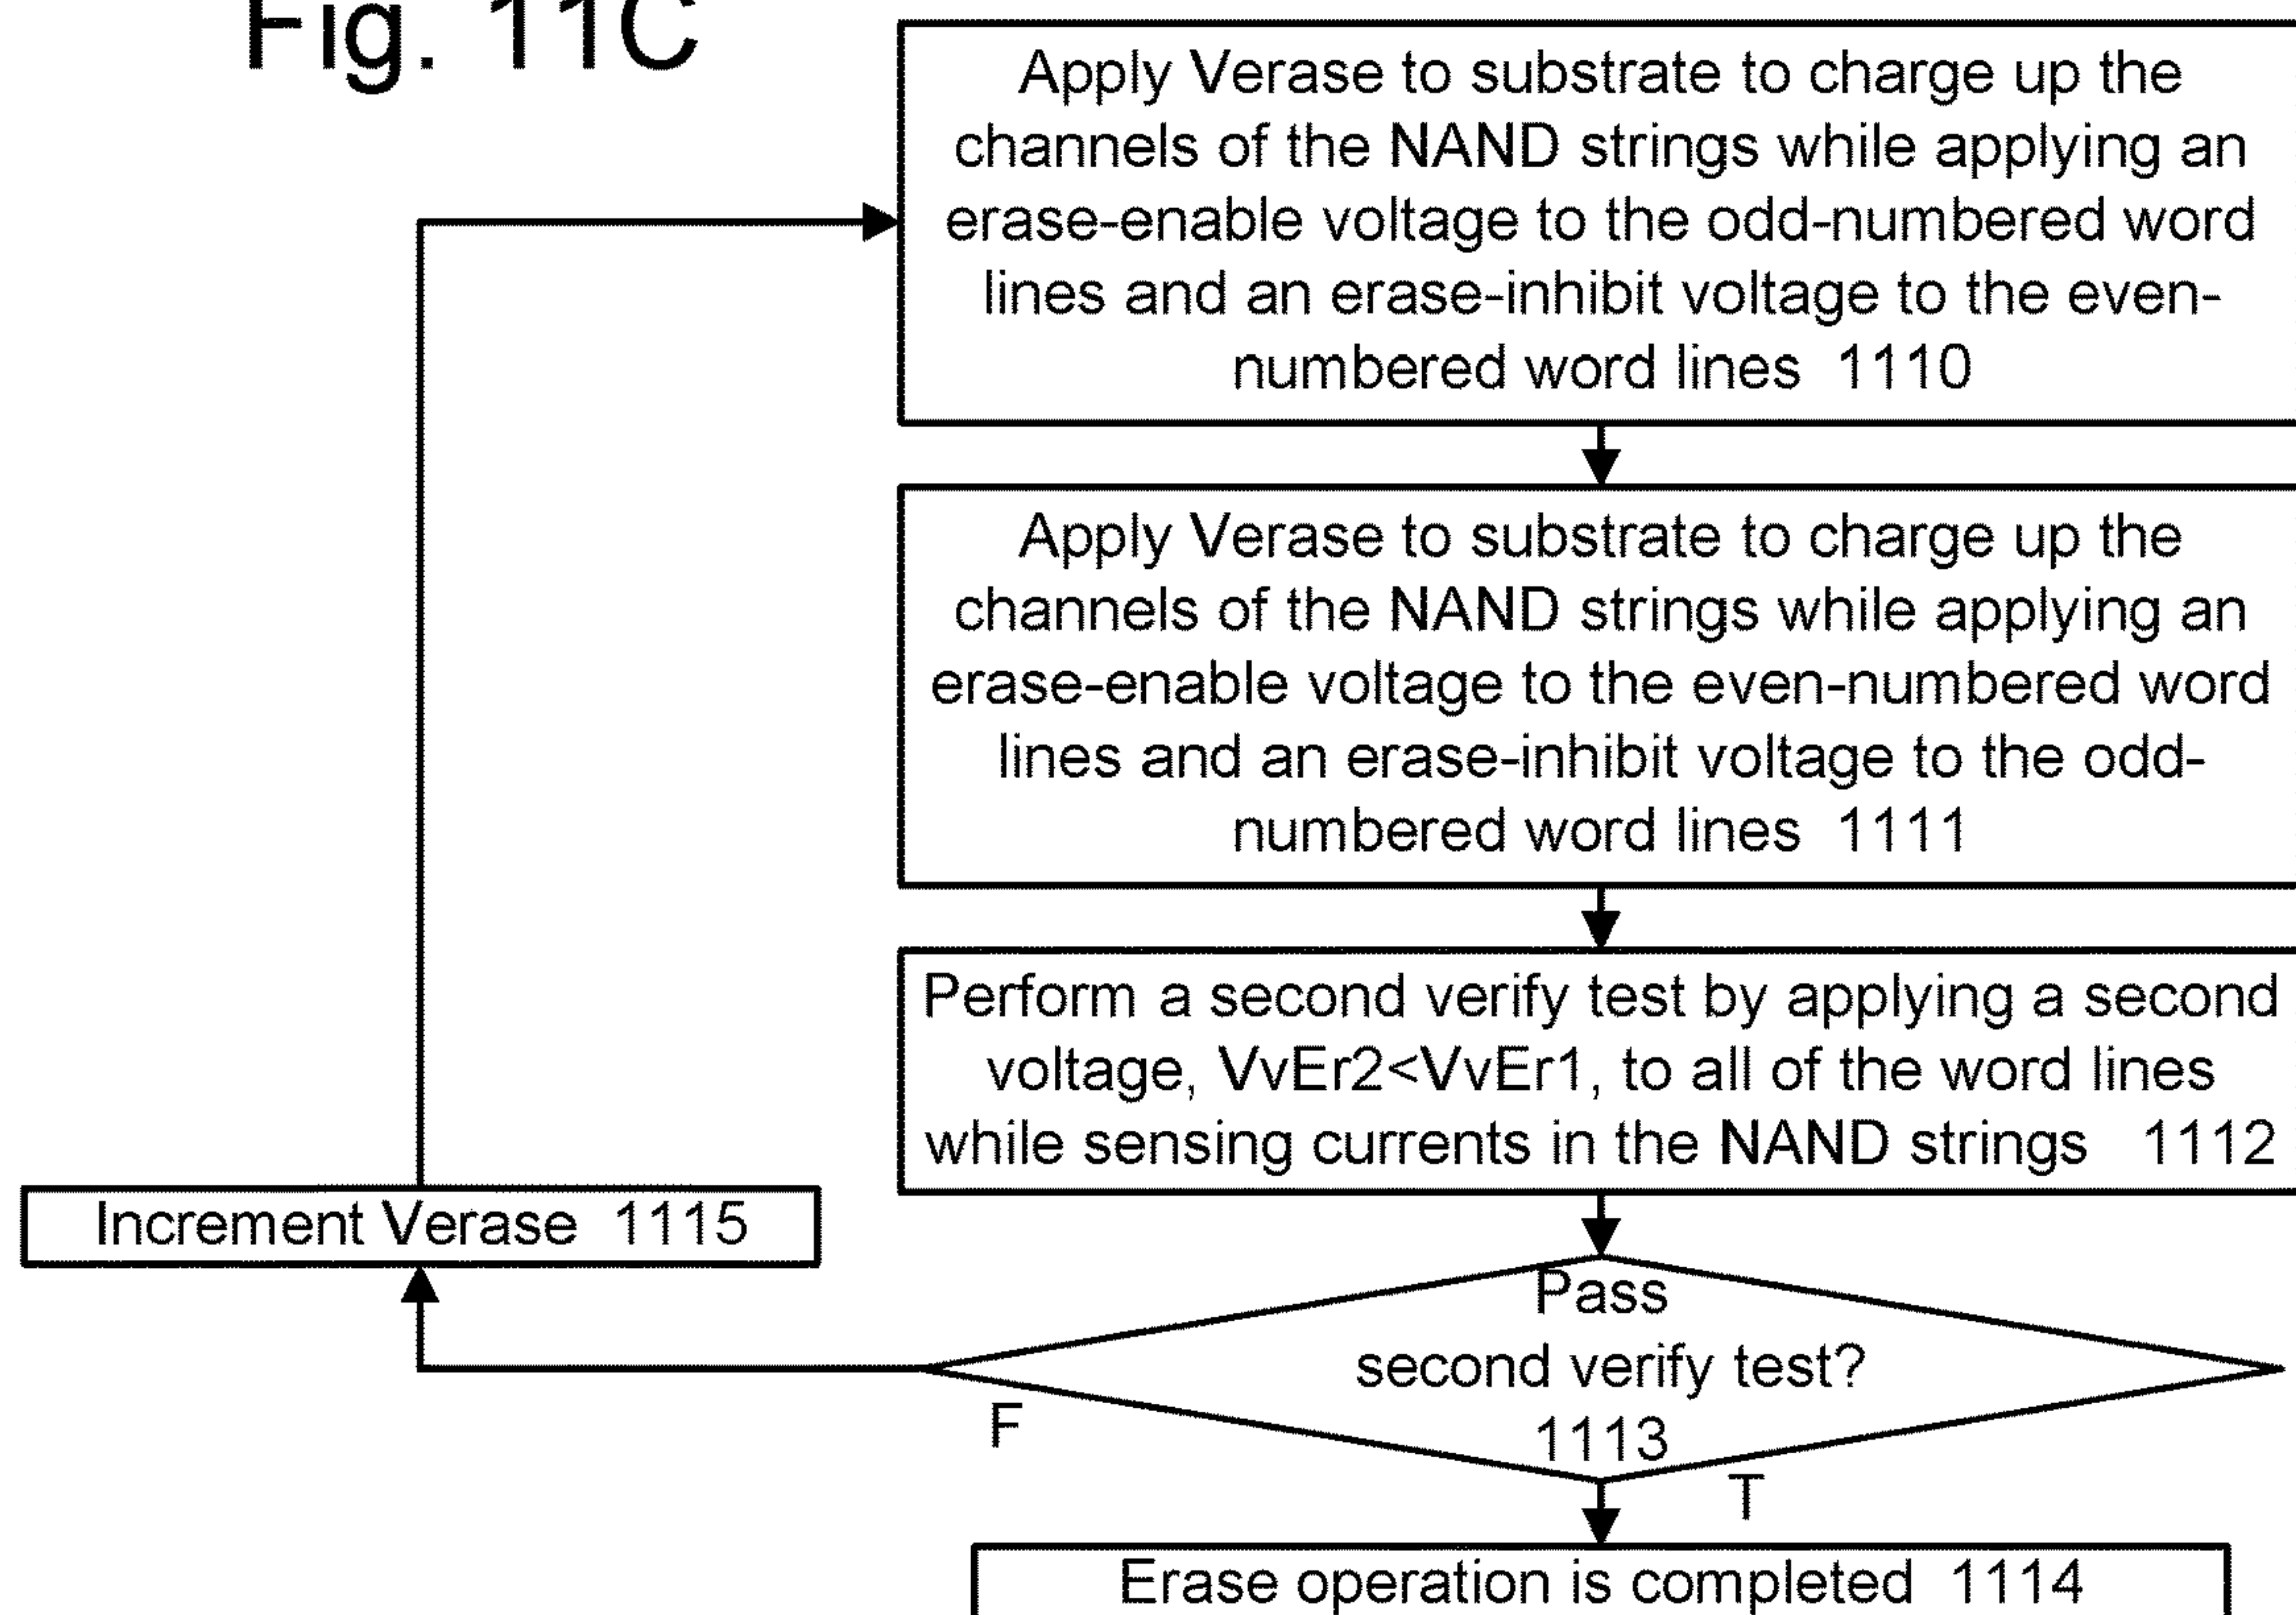 Fig. 11C
Apply Verase to substrate to charge up the
channels of the NAND strings while applying an
erase-enable voltage to the odd-numbered word
lines and an erase-inhibit voltage to the even-
numbered word lines 1110
Apply Verase to substrate to charge up the
channels of the NAND strings while applying an
erase-enable voltage to the even-numbered word
lines and an erase-inhibit voltage to the odd-
numbered word lines 1111
Perform a second verify test by applying a second
voltage, VvEr2<VvEr1, to all of the word lines
while sensing currents in the NAND strings 1112
Increment Verase 1115
Pass
second verify test?
1113
F
T
Erase operation is completed 1114